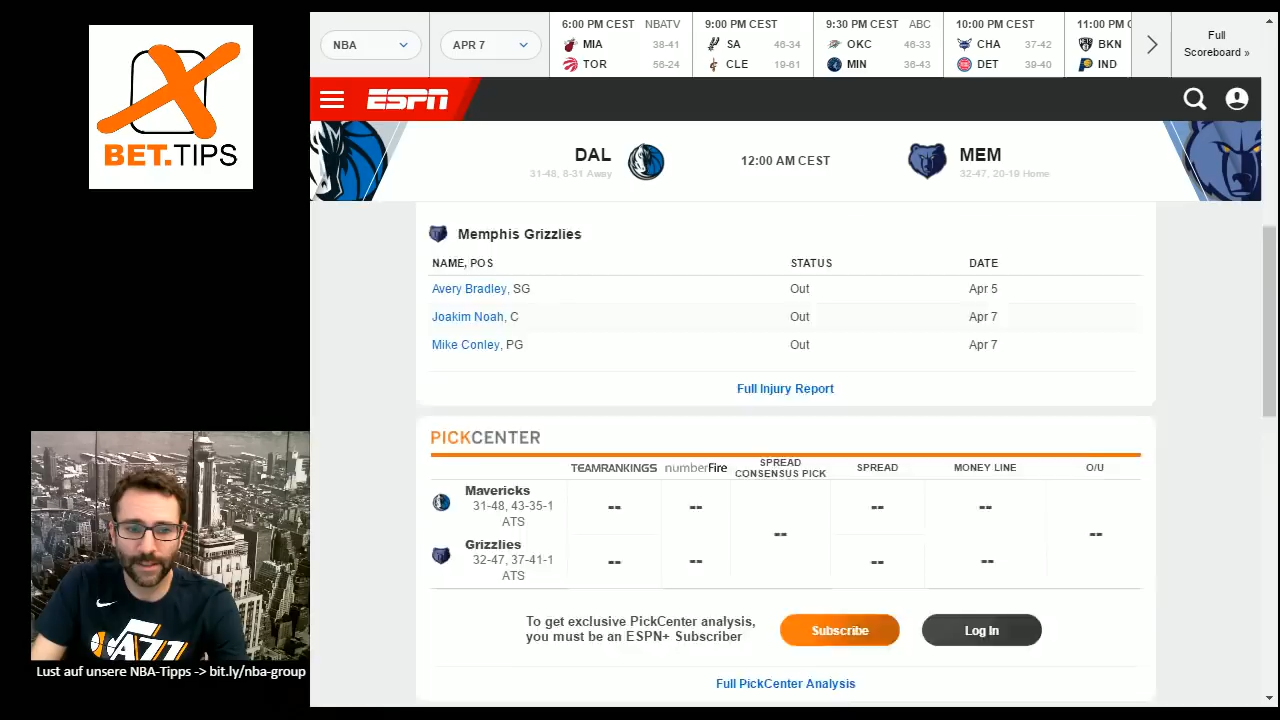 BET.TIPS
NBA
APR 7
6:00 PM CEST NBATV
MIA 38-41
TOR 56-24
9:00 PM CEST
SA 46-34
CLE 19-61
9:30 PM CEST ABC
OKC 46-33
MIN 36-43
10:00 PM CEST
CHA 37-42
DET 39-40
11:00 PM C
BKN
IND
Full
Scoreboard »
ESPN
DAL
31-48, 8-31 Away
12:00 AM CEST
MEM
32-47, 20-19 Home
Memphis Grizzlies
NAME, POS STATUS DATE
Avery Bradley, SG Out Apr 5
Joakim Noah, C Out Apr 7
Mike Conley, PG Out Apr 7
Full Injury Report
PICKCENTER
TEAMRANKINGS numberFire SPREAD CONSENSUS PICK SPREAD MONEY LINE O/U
Mavericks
31-48, 43-35-1
ATS
-- -- -- -- -- --
Grizzlies
32-47, 37-41-1
ATS
-- -- -- --
To get exclusive PickCenter analysis,
you must be an ESPN+ Subscriber
Subscribe
Log In
Full PickCenter Analysis
Lust auf unsere NBA-Tipps -> bit.ly/nba-group